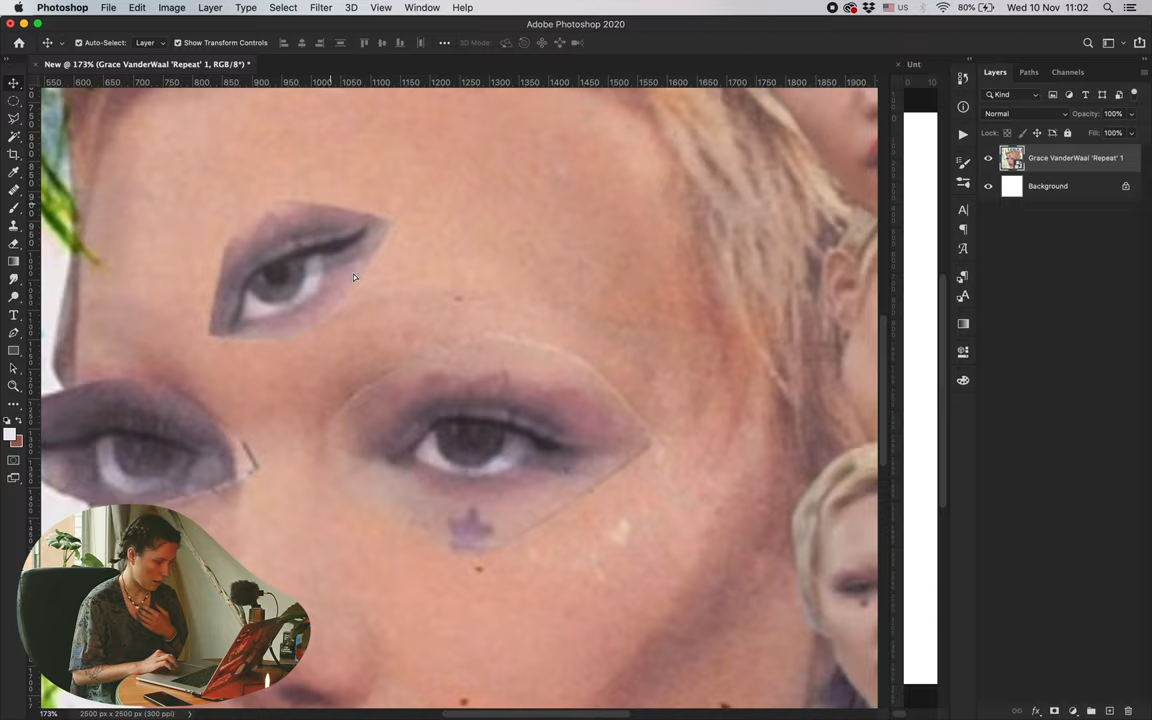 Photoshop File Edit Image Layer Type Select Filter 3D View Window Help US 80% Wed 10 Nov 11:02
Adobe Photoshop 2020
Auto-Select: Layer Show Transform Controls 3D Mode:
New @ 173% (Grace VanderWaal 'Repeat' 1, RGB/8*) * Unt
550 600 650 700 750 800 850 900 950 1000 1050 1100 1150 1200 1250 1300 1350 1400 1450 1500 1550 1600 1650 1700 1750 1800 1850 1900 0 10
Layers Paths Channels
Kind
Normal Opacity: 100%
Lock: Fill: 100%
Grace VanderWaal 'Repeat' 1
Background
173% 2500 px x 2500 px (300 ppi)